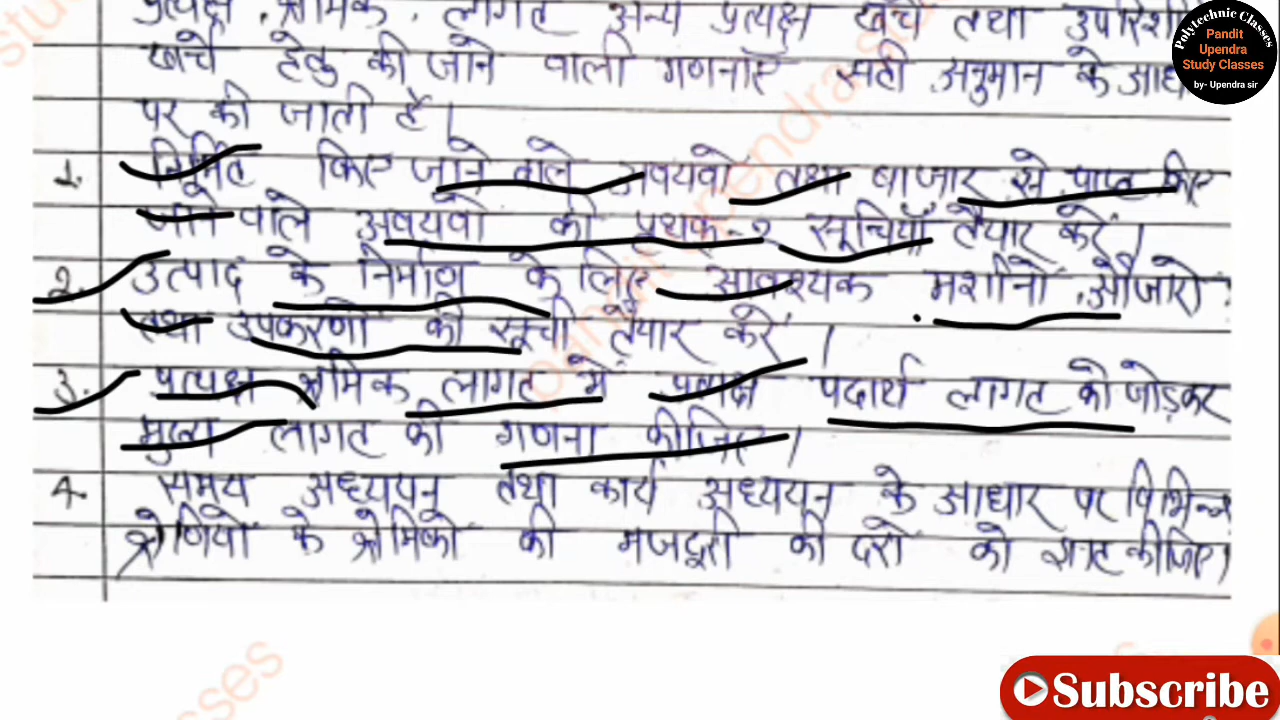 प्रत्यक्ष, श्रमिक, लागत अन्य प्रत्यक्ष खर्चे तथा
खर्चे हेतु की जाने वाली गणनाएं सही अनुमान के आधा
पर की जाती है।
1. निर्मित किए जाने वाले अवयवो तथा बाजार से प्राप्त किए
जाने वाले अवयवो की प्रथक-2 सूचियाँ तैयार करें।
2. उत्पाद के निर्माण के लिए आवश्यक मशीनो, औजारो
तथा उपकरणो की सूची तैयार करें।
3. प्रत्यक्ष श्रमिक लागत मे प्रत्यक्ष पदार्थ लागत को जोड़कर
मुख्य लागत की गणना कीजिए।
4. समय अध्ययन तथा कार्य अध्ययन के आधार पर विभिन्न
श्रेणियो के श्रमिको की मजदूरी की दरो को ज्ञात कीजिए।
Polytechnic Classes
Pandit
Upendra
Study Classes
by- Upendra sir
Subscribe